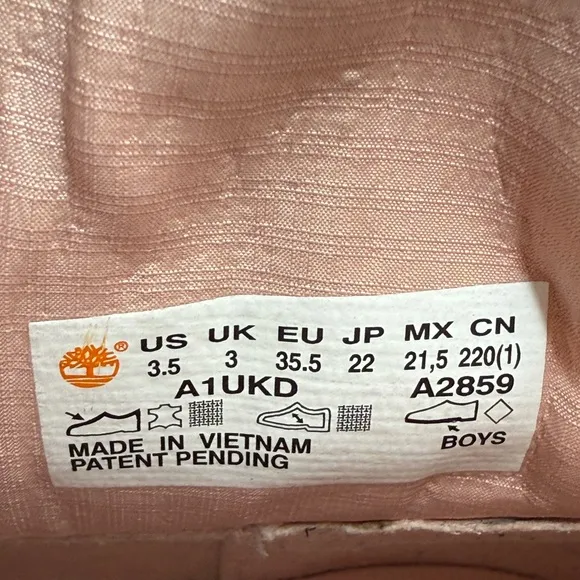 ® US UK EU JP MX CN
3.5 3 35.5 22 21,5 220(1)
A1UKD A2859
MADE IN VIETNAM BOYS
PATENT PENDING